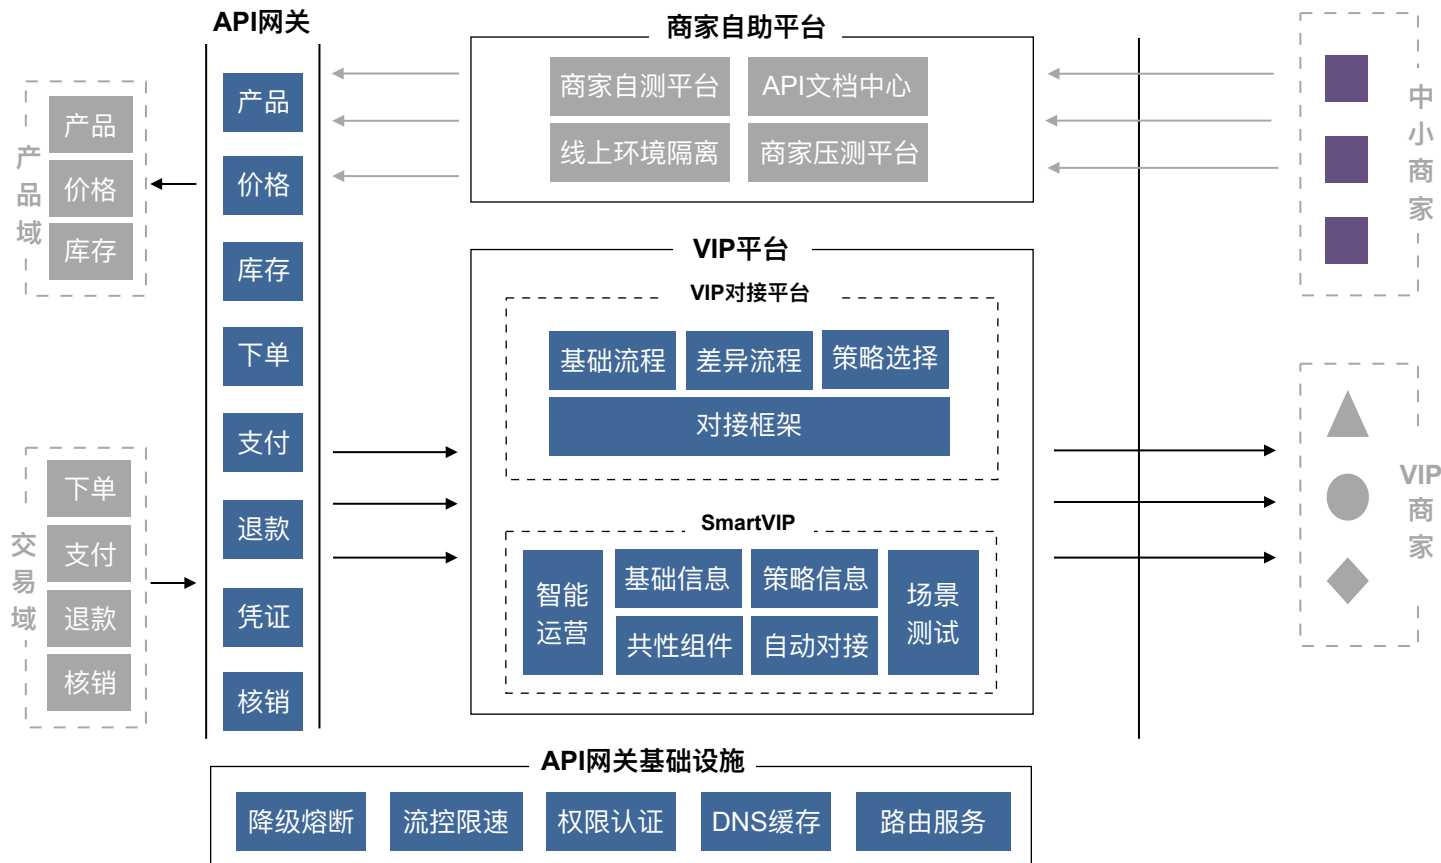 API网关
产品
价格
库存
下单
支付
退款
凭证
核销
产品域
产品
价格
库存
交易域
下单
支付
退款
核销
商家自助平台
商家自测平台
API文档中心
线上环境隔离
商家压测平台
VIP平台
VIP对接平台
基础流程
差异流程
策略选择
对接框架
SmartVIP
智能
运营
基础信息
策略信息
共性组件
自动对接
场景
测试
中小商家
VIP
商家
API网关基础设施
降级熔断
流控限速
权限认证
DNS缓存
路由服务